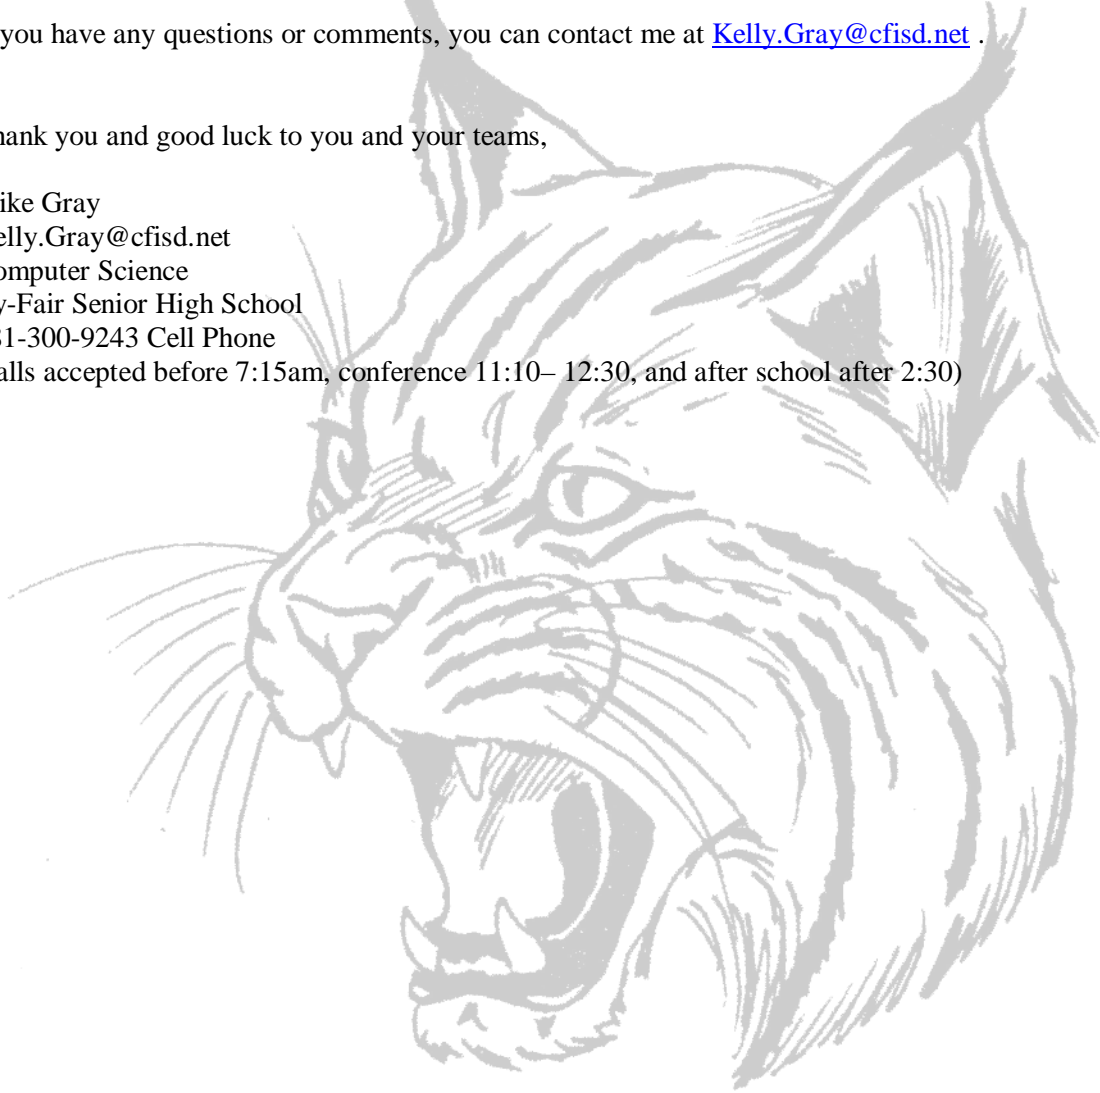 you have any questions or comments, you can contact me at Kelly.Gray@cfisd.net .
hank you and good luck to you and your teams,
ike Gray
elly.Gray@cfisd.net
omputer Science
y-Fair Senior High School
81-300-9243 Cell Phone
alls accepted before 7:15am, conference 11:10– 12:30, and after school after 2:30)